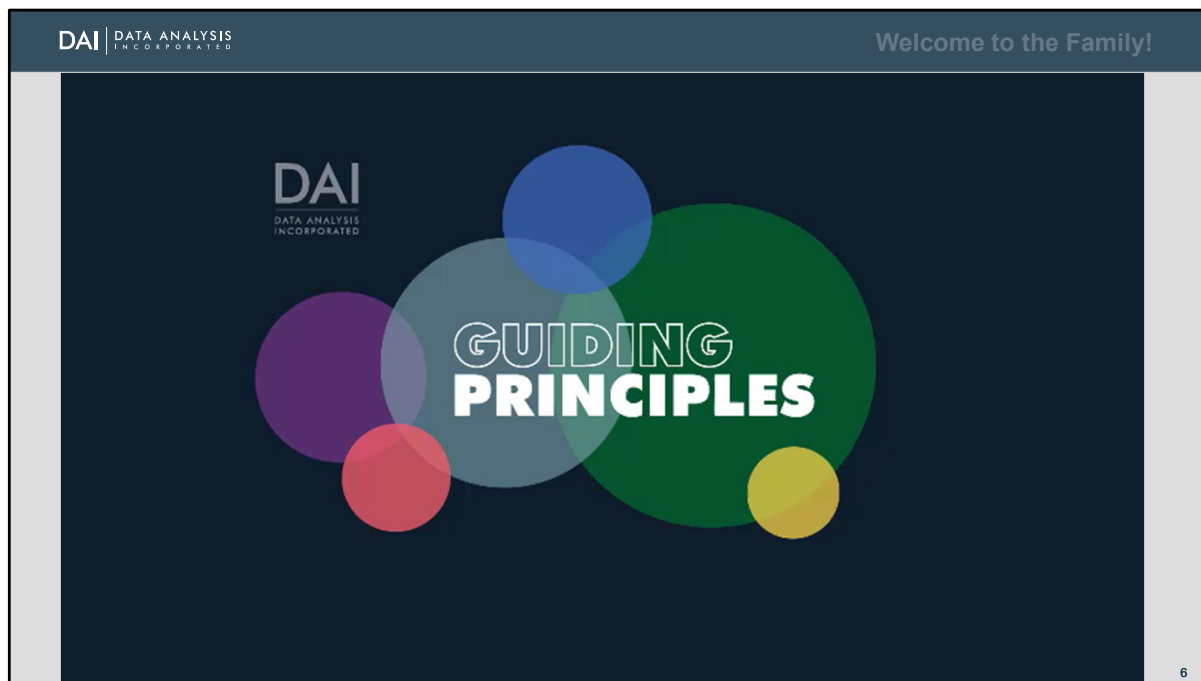 DAI DATA ANALYSIS
INCORPORATED
Welcome to the Family!
DAI
DATA ANALYSIS
INCORPORATED
GUIDING
PRINCIPLES
6